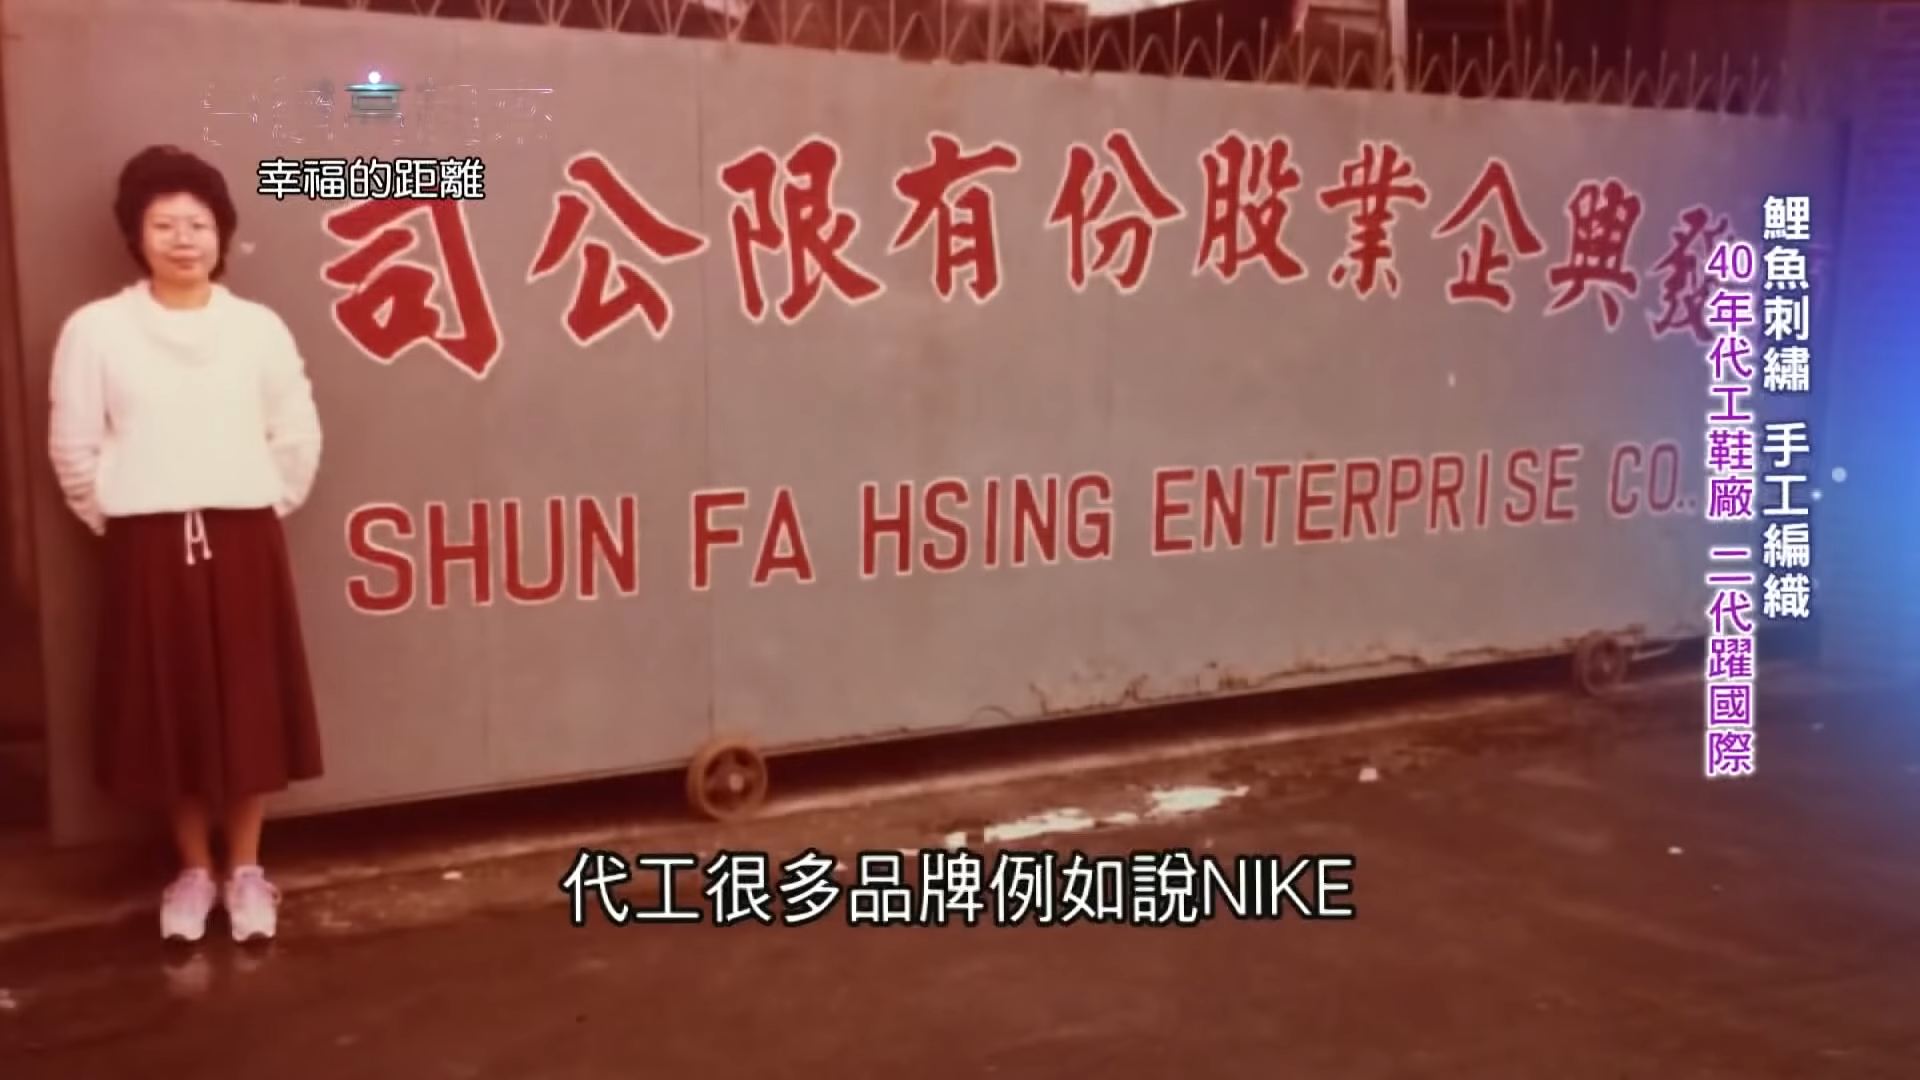 幸福的距離
司公限有份股業企興發
SHUN FA HSING ENTERPRISE CO..
鯉魚刺繡 手工編織
40年代工鞋廠 二代躍國際
代工很多品牌例如說NIKE